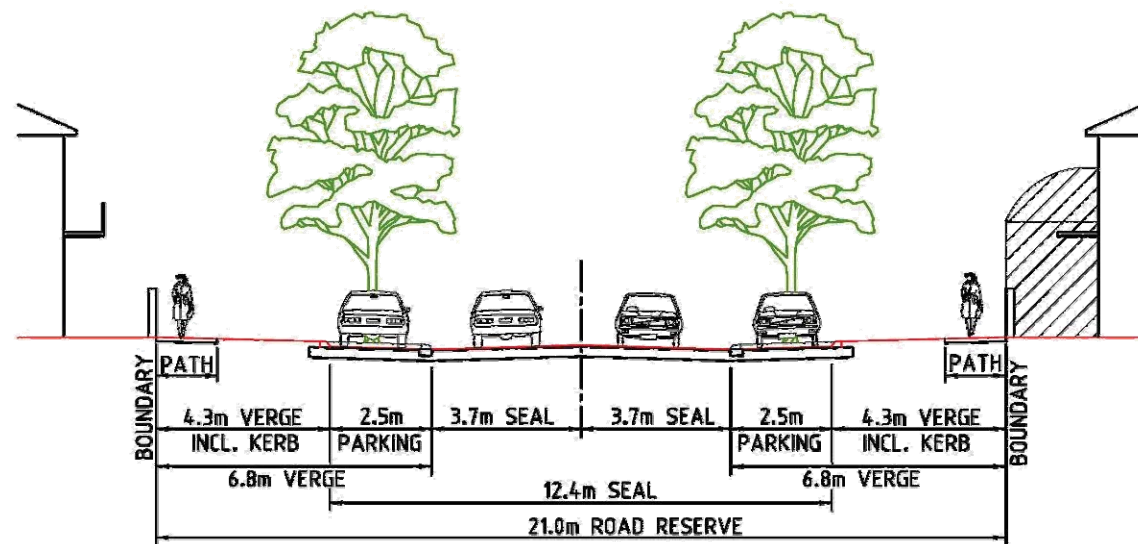 PATH
PATH
BOUNDARY
BOUNDARY
4.3m VERGE
INCL. KERB
2.5m
PARKING
3.7m SEAL
3.7m SEAL
2.5m
PARKING
4.3m VERGE
INCL. KERB
6.8m VERGE
6.8m VERGE
12.4m SEAL
21.0m ROAD RESERVE